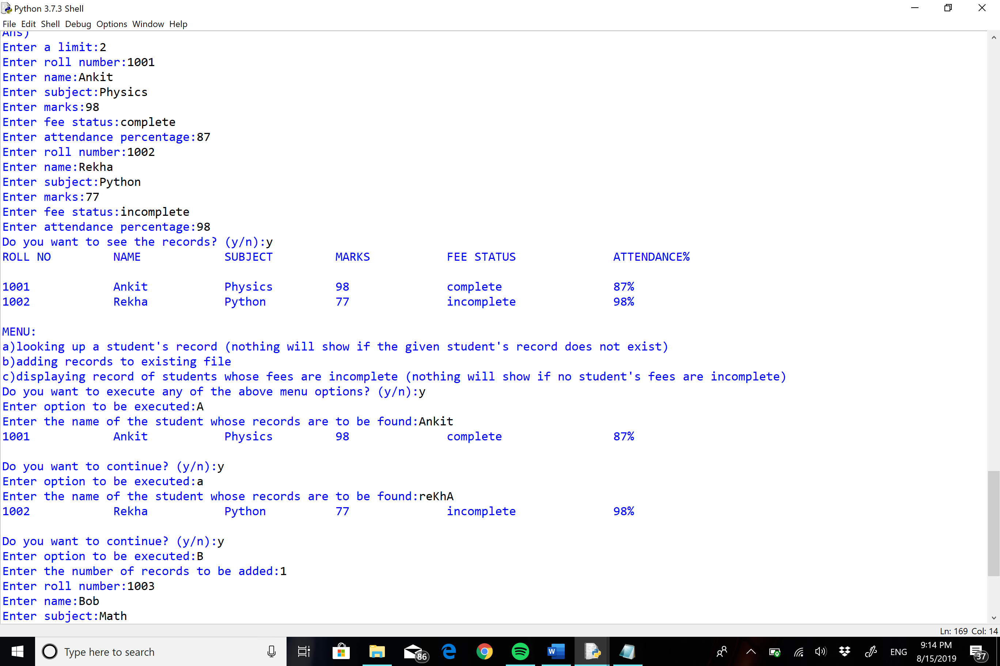 Python 3.7.3 Shell
File Edit Shell Debug Options Window Help
Ans)
Enter a limit:2
Enter roll number:1001
Enter name:Ankit
Enter subject:Physics
Enter marks:98
Enter fee status:complete
Enter attendance percentage:87
Enter roll number:1002
Enter name:Rekha
Enter subject:Python
Enter marks:77
Enter fee status:incomplete
Enter attendance percentage:98
Do you want to see the records? (y/n):y
ROLL NO NAME SUBJECT MARKS FEE STATUS ATTENDANCE%
1001 Ankit Physics 98 complete 87%
1002 Rekha Python 77 incomplete 98%
MENU:
a)looking up a student's record (nothing will show if the given student's record does not exist)
b)adding records to existing file
c)displaying record of students whose fees are incomplete (nothing will show if no student's fees are incomplete)
Do you want to execute any of the above menu options? (y/n):y
Enter option to be executed:A
Enter the name of the student whose records are to be found:Ankit
1001 Ankit Physics 98 complete 87%
Do you want to continue? (y/n):y
Enter option to be executed:a
Enter the name of the student whose records are to be found:reKhA
1002 Rekha Python 77 incomplete 98%
Do you want to continue? (y/n):y
Enter option to be executed:B
Enter the number of records to be added:1
Enter roll number:1003
Enter name:Bob
Enter subject:Math
Ln: 169 Col: 14
Type here to search
86
W
ENG
9:14 PM
8/15/2019
37